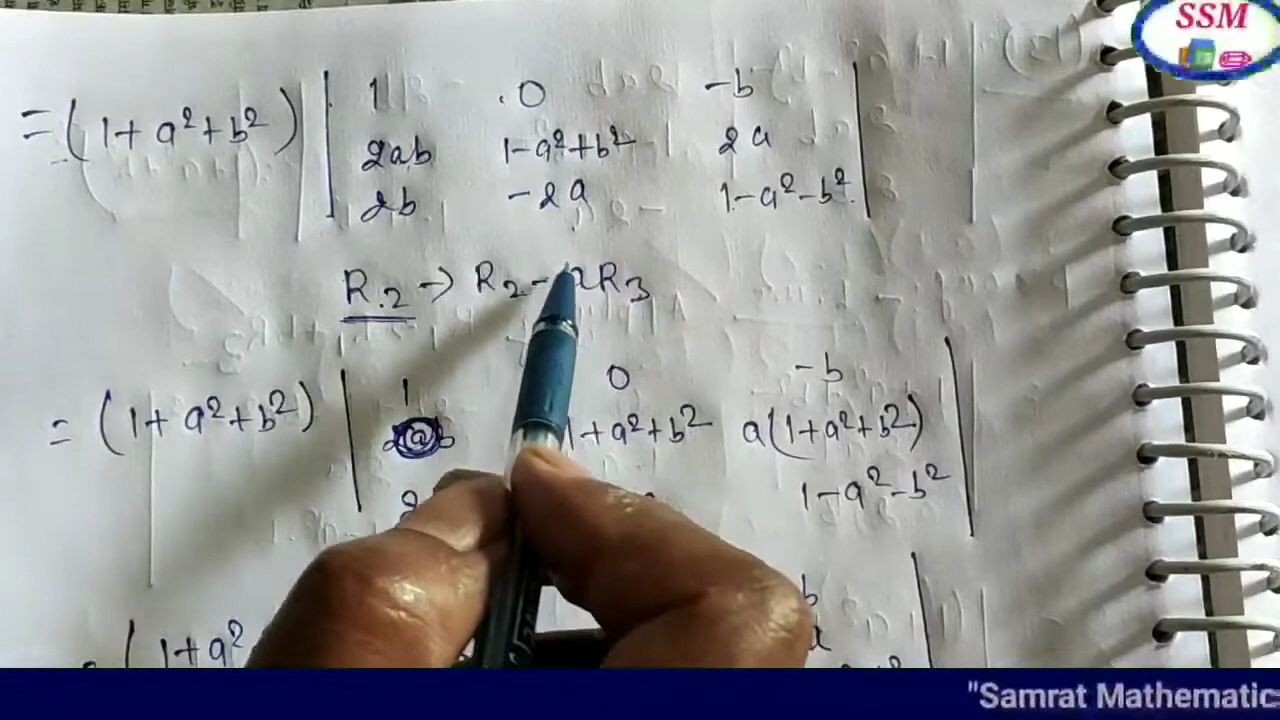 SSM
= (1+a²+b²) | 1 0 -b |
| 2ab 1-a²+b² 2a |
| 2b -2a 1-a²-b² |
R2 → R2 - aR3
= (1+a²+b²) | 1 0 -b |
b 1+a²+b² a(1+a²+b²)
2 1-a²-b²
(1+a² b
"Samrat Mathematic